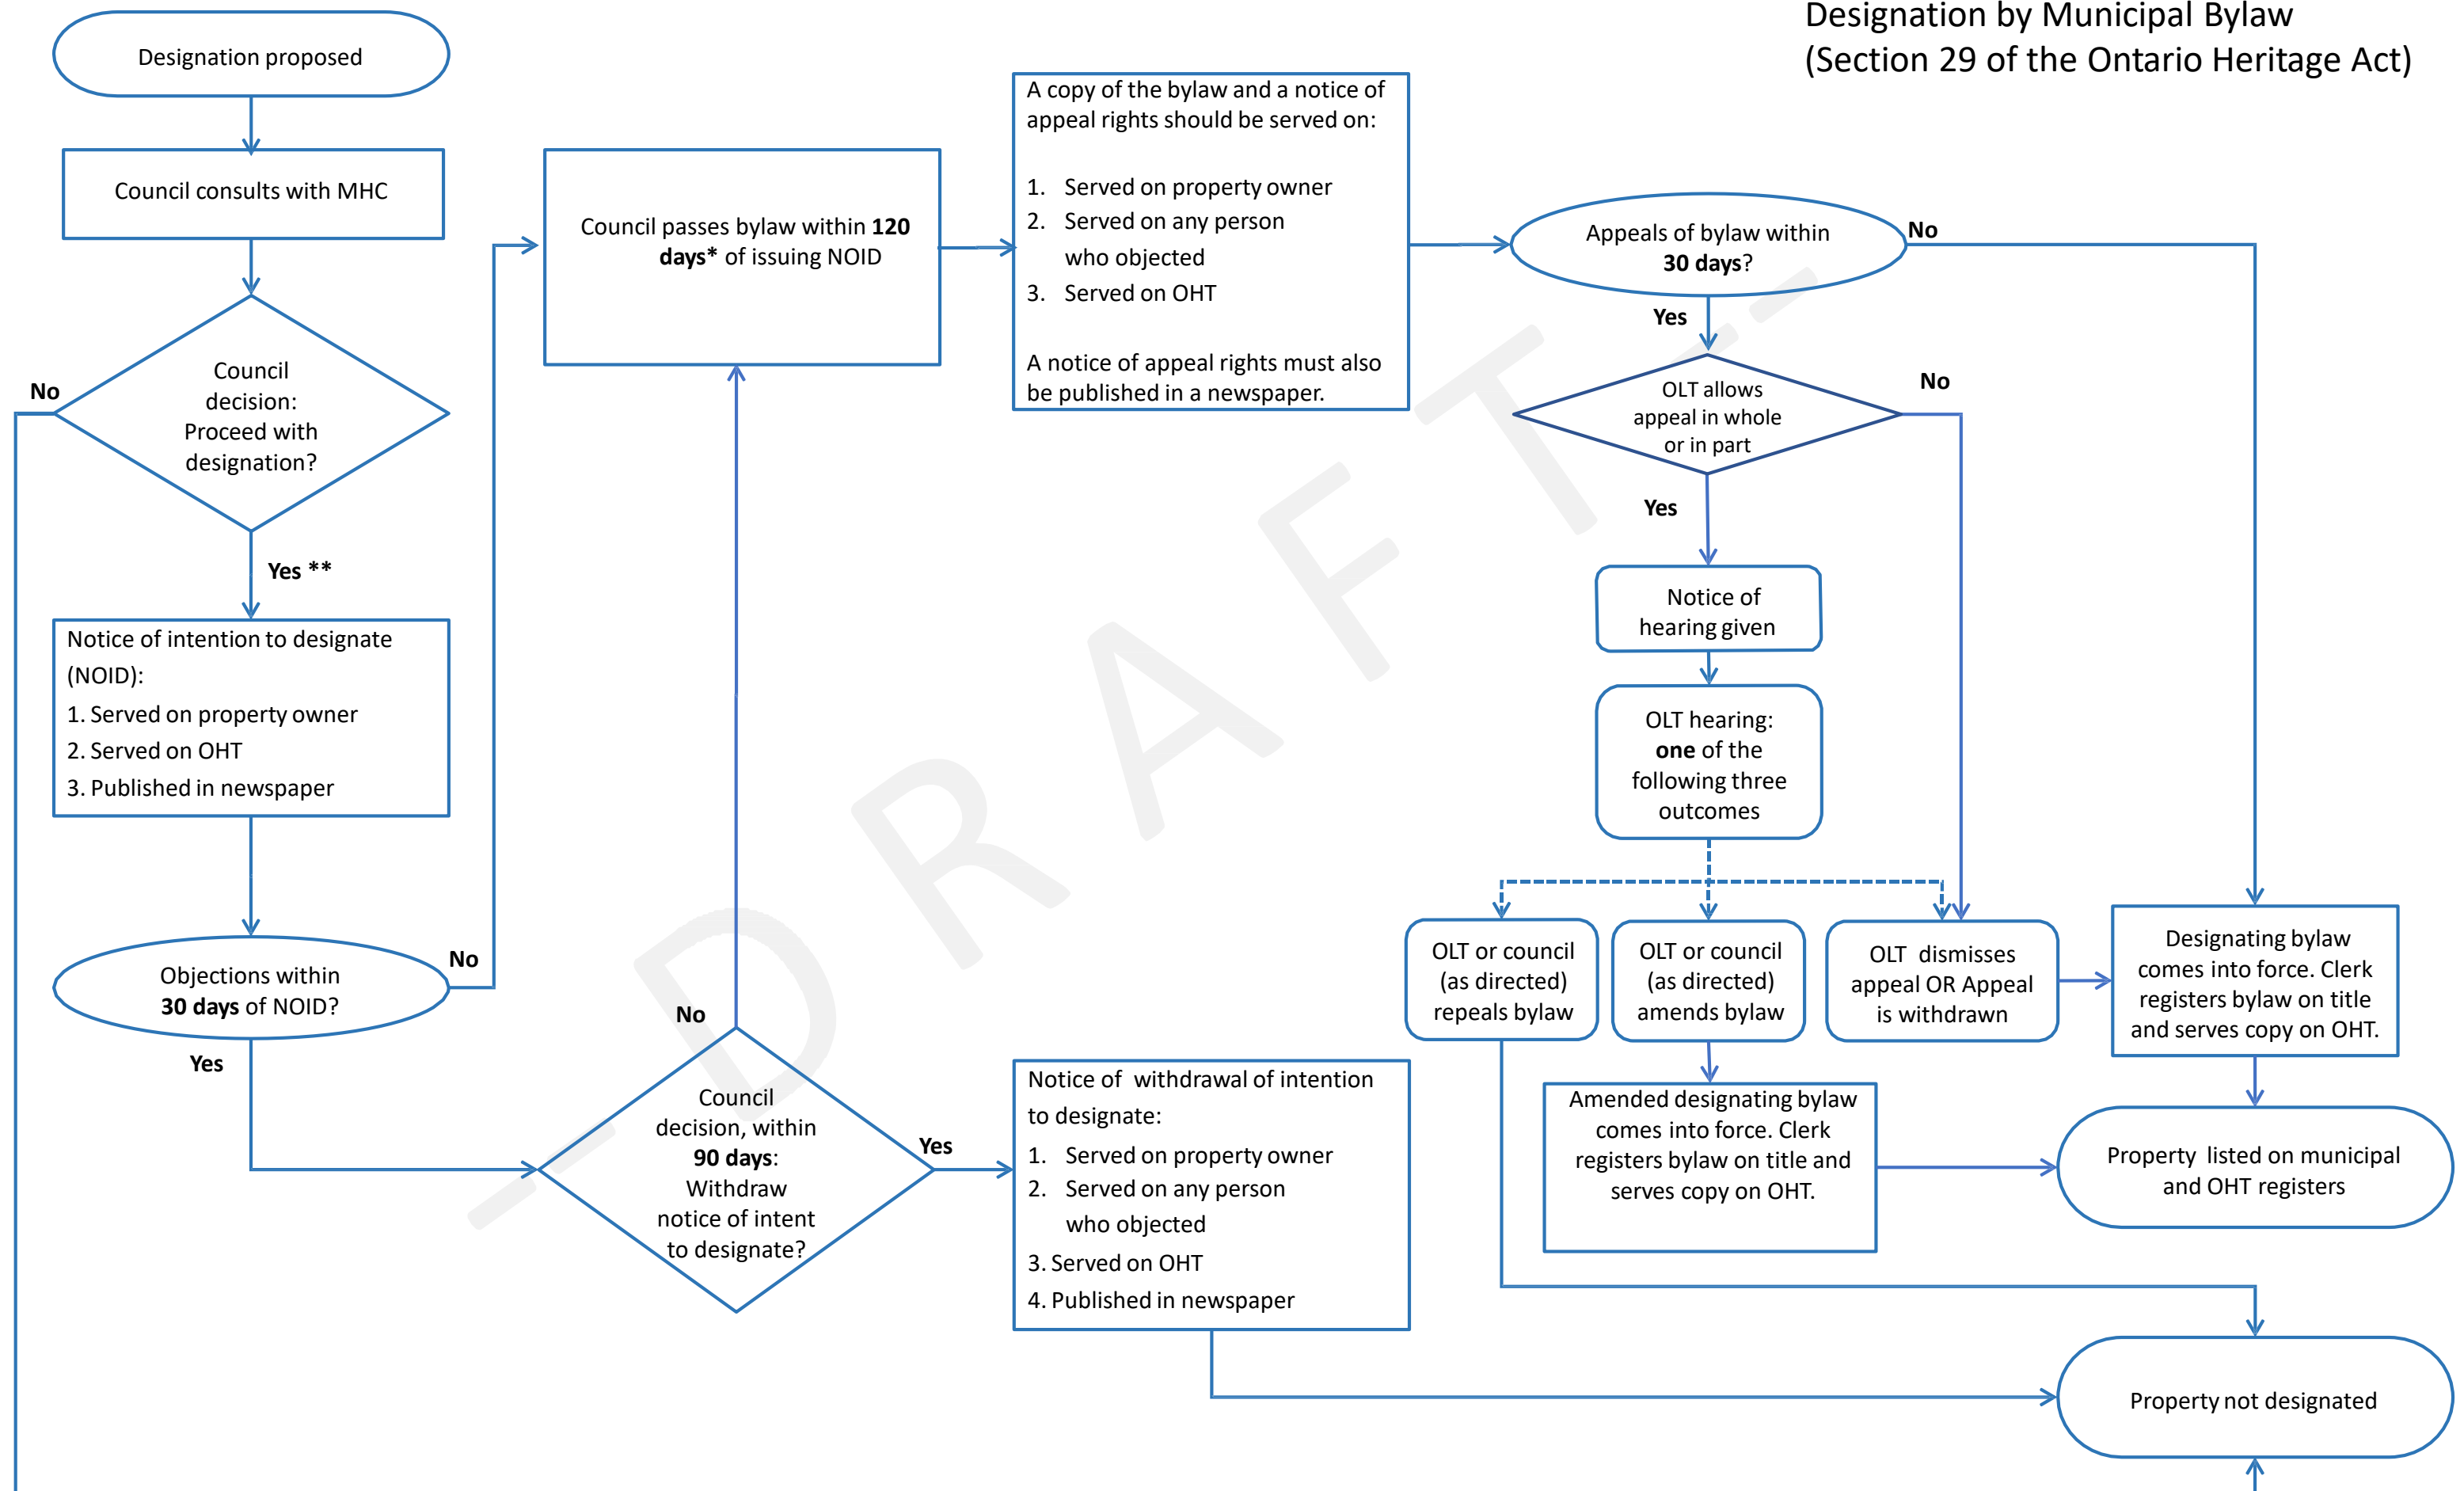 Designation by Municipal Bylaw
(Section 29 of the Ontario Heritage Act)
Designation proposed
Council consults with MHC
Council
decision:
Proceed with
designation?
No
Yes **
Notice of intention to designate
(NOID):
1. Served on property owner
2. Served on OHT
3. Published in newspaper
Objections within
30 days of NOID?
No
Yes
Council passes bylaw within 120
days* of issuing NOID
Council
decision, within
90 days:
Withdraw
notice of intent
to designate?
No
Yes
A copy of the bylaw and a notice of
appeal rights should be served on:
1. Served on property owner
2. Served on any person
who objected
3. Served on OHT
A notice of appeal rights must also
be published in a newspaper.
Notice of withdrawal of intention
to designate:
1. Served on property owner
2. Served on any person
who objected
3. Served on OHT
4. Published in newspaper
Appeals of bylaw within
30 days?
No
Yes
OLT allows
appeal in whole
or in part
No
Yes
Notice of
hearing given
OLT hearing:
one of the
following three
outcomes
OLT or council
(as directed)
repeals bylaw
OLT or council
(as directed)
amends bylaw
OLT dismisses
appeal OR Appeal
is withdrawn
Designating bylaw
comes into force. Clerk
registers bylaw on title
and serves copy on OHT.
Amended designating bylaw
comes into force. Clerk
registers bylaw on title and
serves copy on OHT.
Property listed on municipal
and OHT registers
Property not designated
- D R A F T -